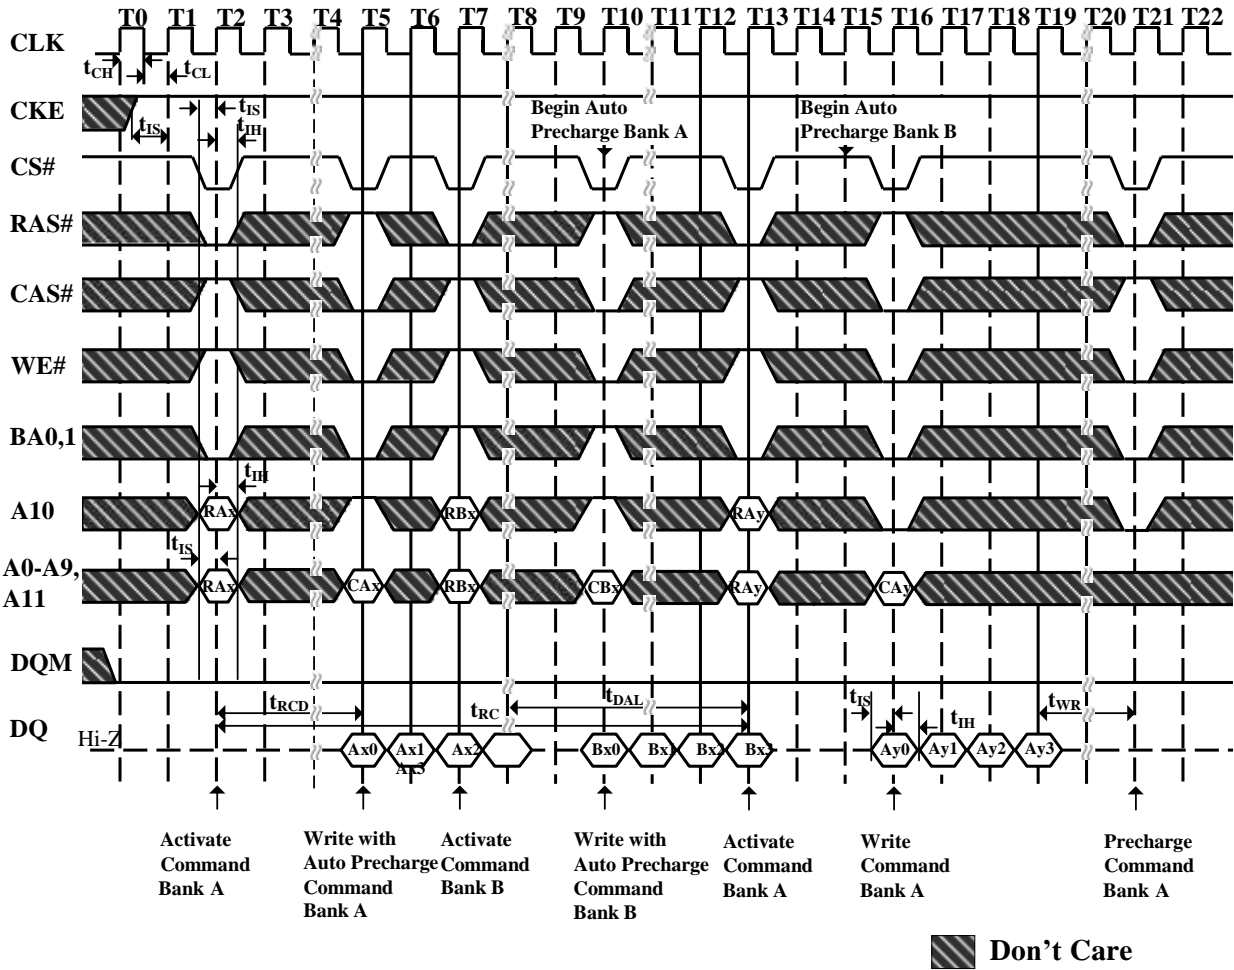 T0 T1 T2 T3 T4 T5 T6 T7 T8 T9 T10 T11 T12 T13 T14 T15 T16 T17 T18 T19 T20 T21 T22
CLK
tCH tCL
CKE
tIS
tIS
tIH
Begin Auto
Precharge Bank A
Begin Auto
Precharge Bank B
CS#
RAS#
CAS#
WE#
BA0,1
tIH
A10
RAx RBx RAy
tIS
A0-A9,
A11
RAx CAx RBx CBx RAy CAy
DQM
tRCD
tRC
tDAL
tIS
tIH
tWR
DQ
Hi-Z
Ax0 Ax1 Ax2 Bx0 Bx1 Bx2 Bx3 Ay0 Ay1 Ay2 Ay3
Ax3
Activate
Command
Bank A
Write with
Auto Precharge
Command
Bank A
Activate
Command
Bank B
Write with
Auto Precharge
Command
Bank B
Activate
Command
Bank A
Write
Command
Bank A
Precharge
Command
Bank A
Don't Care